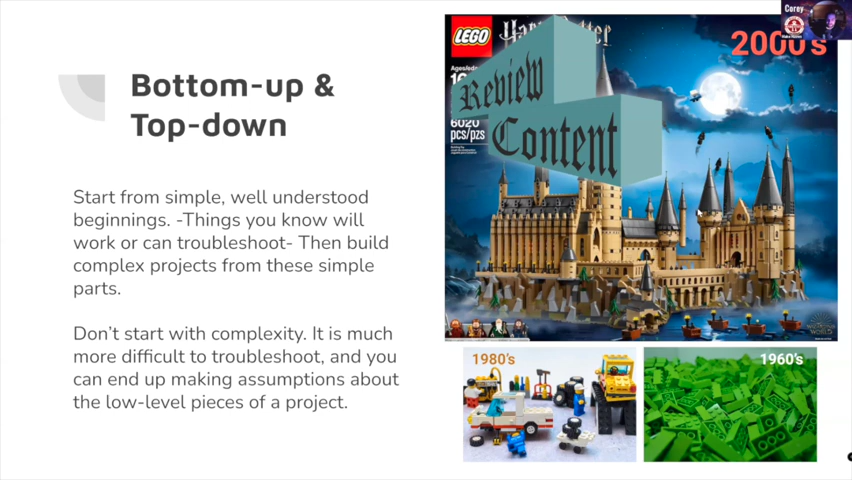 Bottom-up &
Top-down
Start from simple, well understood
beginnings. -Things you know will
work or can troubleshoot- Then build
complex projects from these simple
parts.
Don’t start with complexity. It is much
more difficult to troubleshoot, and you
can end up making assumptions about
the low-level pieces of a project.
LEGO
2000's
Review
Content
6020
pcs/pzs
1980's
1960's
Corey